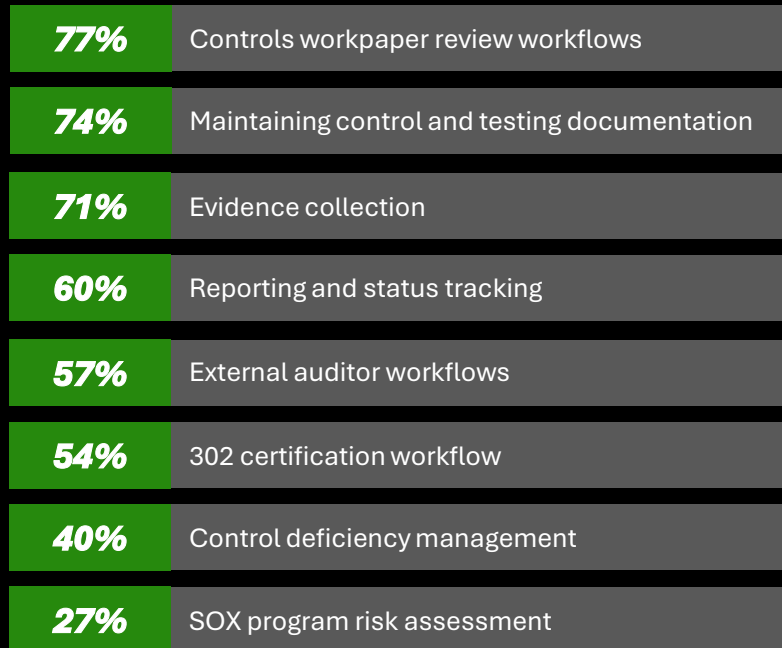 77% Controls workpaper review workflows
74% Maintaining control and testing documentation
71% Evidence collection
60% Reporting and status tracking
57% External auditor workflows
54% 302 certification workflow
40% Control deficiency management
27% SOX program risk assessment